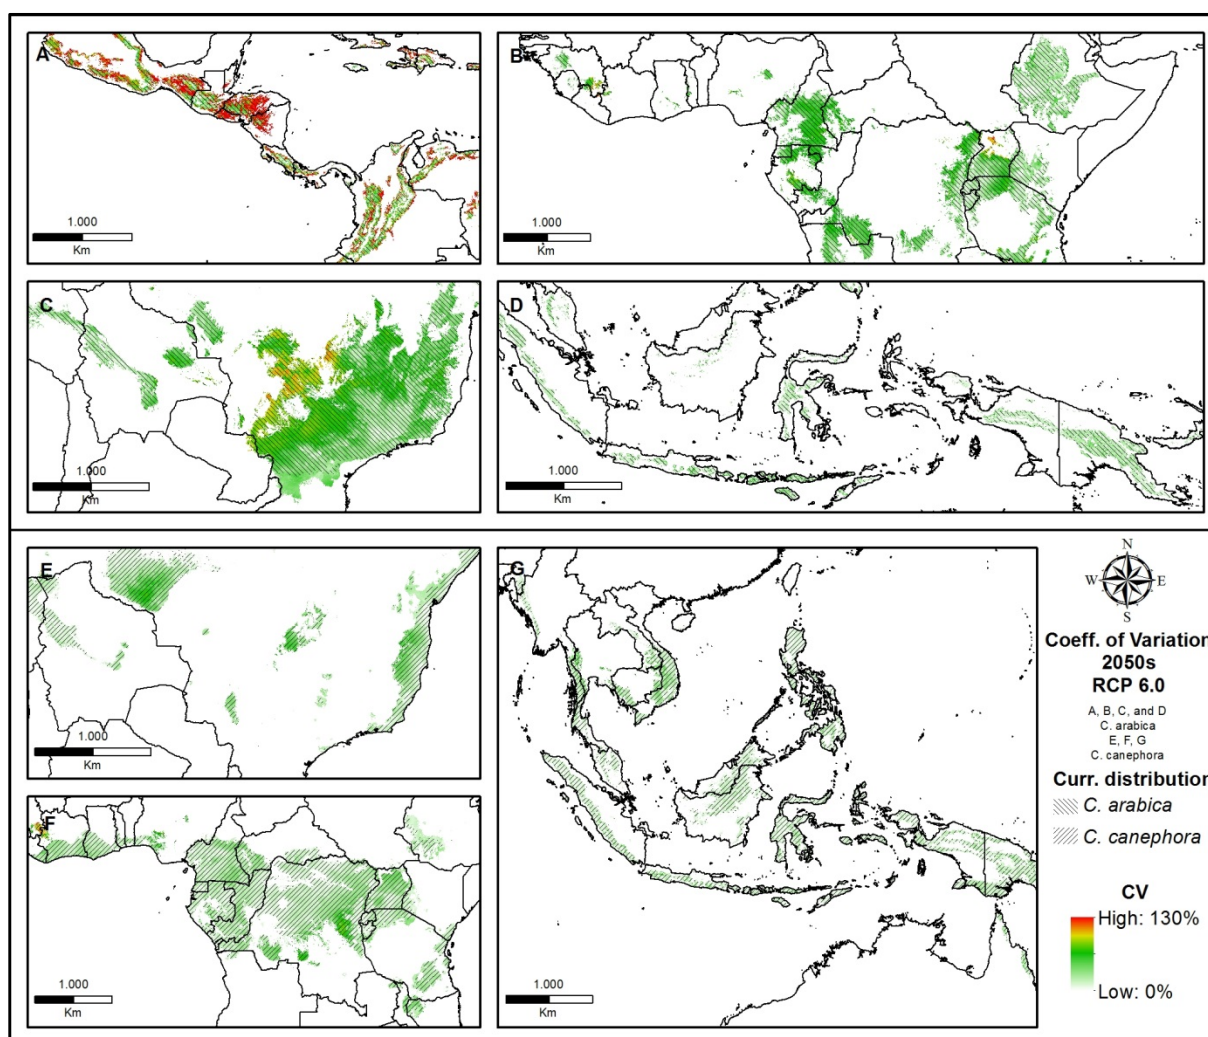 A
1.000
Km
B
1.000
Km
C
1.000
Km
D
1.000
Km
E
1.000
Km
F
1.000
Km
G
1.000
Km
N
W E
S
Coeff. of Variation
2050s
RCP 6.0
A, B, C, and D
C. arabica
E, F, G
C. canephora
Curr. distribution
C. arabica
C. canephora
CV
High: 130%
Low: 0%